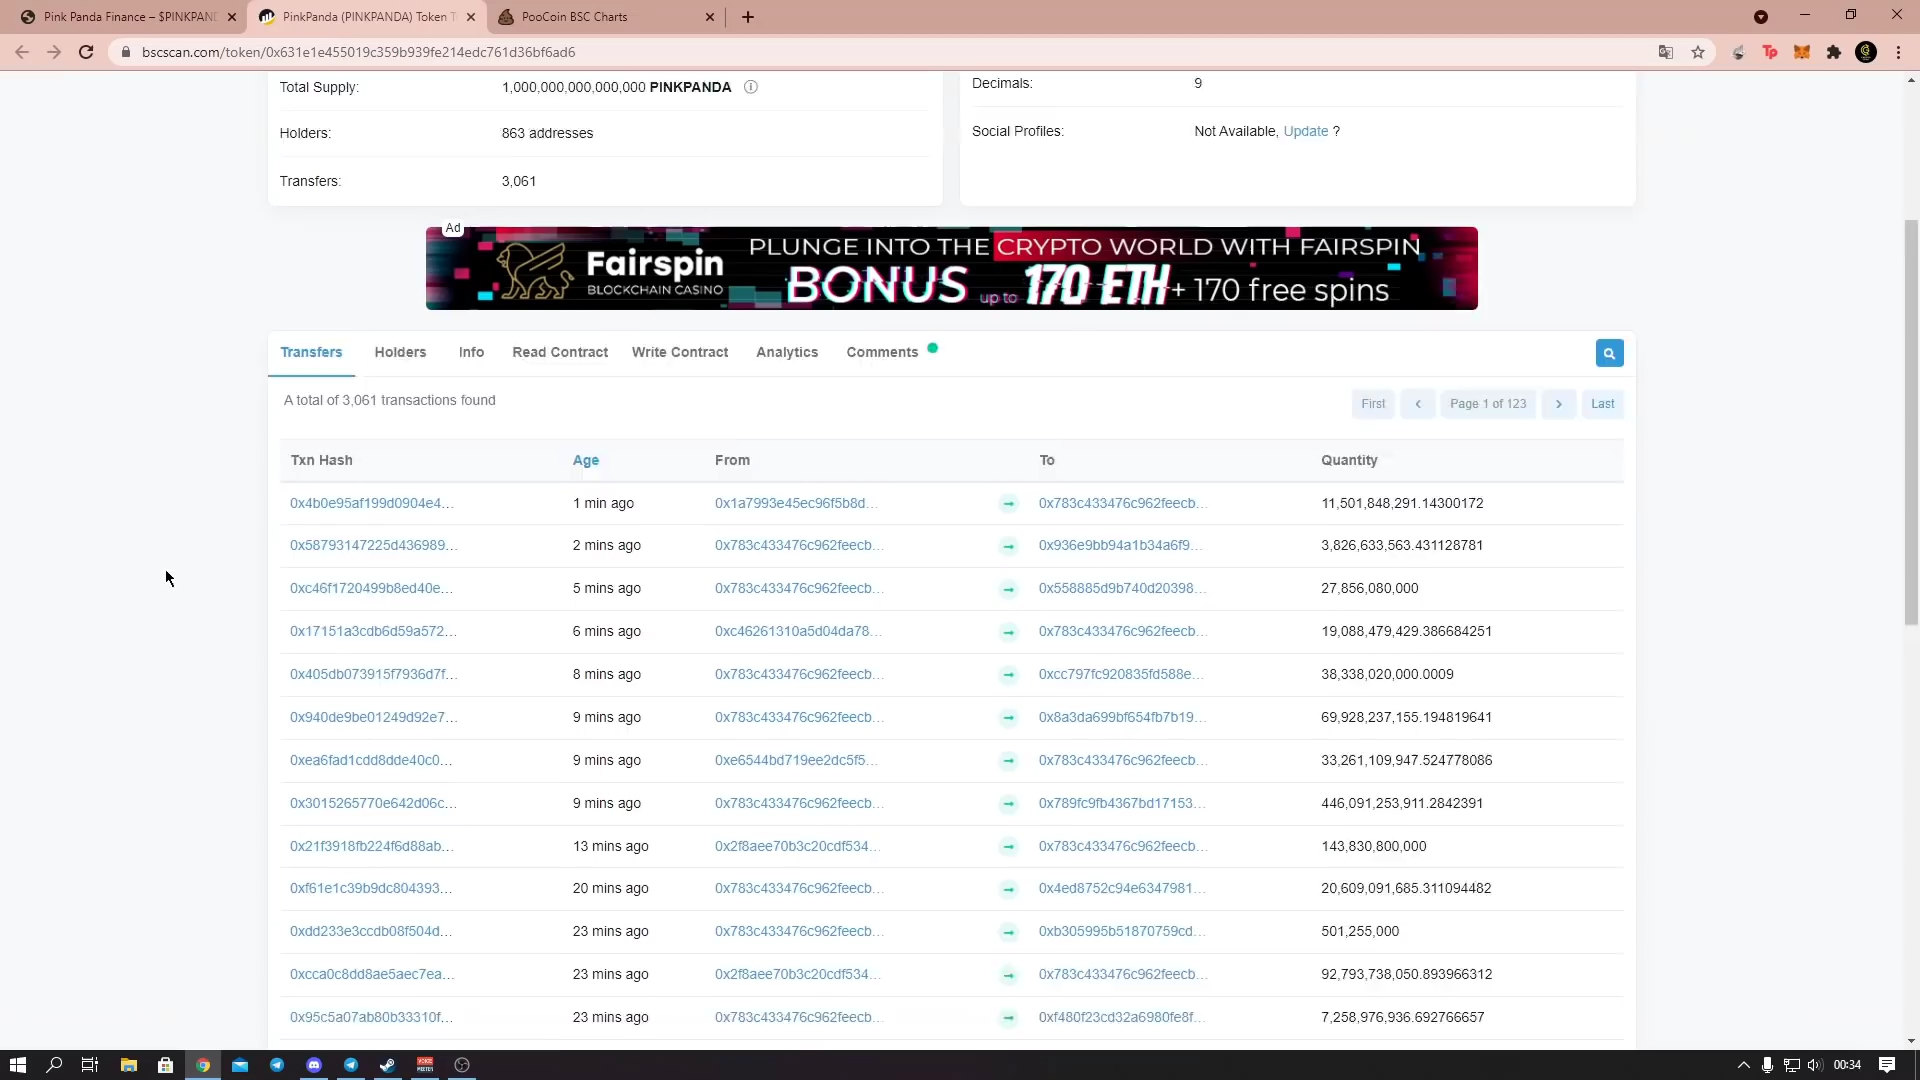 Pink Panda Finance – $PINKPAN
PinkPanda (PINKPANDA) Token T
PooCoin BSC Charts
bscscan.com/token/0x631e1e455019c359b939fe214edc761d36bf6ad6
Total Supply: 1,000,000,000,000,000 PINKPANDA
Decimals: 9
Holders: 863 addresses
Social Profiles: Not Available, Update ?
Transfers: 3,061
Ad
Fairspin
BLOCKCHAIN CASINO
PLUNGE INTO THE CRYPTO WORLD WITH FAIRSPIN
BONUS up to 170 ETH + 170 free spins
Transfers Holders Info Read Contract Write Contract Analytics Comments
A total of 3,061 transactions found
First Page 1 of 123 Last
Txn Hash Age From To Quantity
0x4b0e95af199d0904e4... 1 min ago 0x1a7993e45ec96f5b8d... 0x783c433476c962feecb... 11,501,848,291.14300172
0x58793147225d436989... 2 mins ago 0x783c433476c962feecb... 0x936e9bb94a1b34a6f9... 3,826,633,563.431128781
0xc46f1720499b8ed40e... 5 mins ago 0x783c433476c962feecb... 0x558885d9b740d20398... 27,856,080,000
0x17151a3cdb6d59a572... 6 mins ago 0xc46261310a5d04da78... 0x783c433476c962feecb... 19,088,479,429.386684251
0x405db073915f7936d7f... 8 mins ago 0x783c433476c962feecb... 0xcc797fc920835fd588e... 38,338,020,000.0009
0x940de9be01249d92e7... 9 mins ago 0x783c433476c962feecb... 0x8a3da699bf654fb7b19... 69,928,237,155.194819641
0xea6fad1cdd8dde40c0... 9 mins ago 0xe6544bd719ee2dc5f5... 0x783c433476c962feecb... 33,261,109,947.524778086
0x3015265770e642d06c... 9 mins ago 0x783c433476c962feecb... 0x789fc9fb4367bd17153... 446,091,253,911.2842391
0x21f3918fb224f6d88ab... 13 mins ago 0x2f8aee70b3c20cdf534... 0x783c433476c962feecb... 143,830,800,000
0xf61e1c39b9dc804393... 20 mins ago 0x783c433476c962feecb... 0x4ed8752c94e6347981... 20,609,091,685.311094482
0xdd233e3ccdb08f504d... 23 mins ago 0x783c433476c962feecb... 0xb305995b51870759cd... 501,255,000
0xcca0c8dd8ae5aec7ea... 23 mins ago 0x2f8aee70b3c20cdf534... 0x783c433476c962feecb... 92,793,738,050.893966312
0x95c5a07ab80b33310f... 23 mins ago 0x783c433476c962feecb... 0xf480f23cd32a6980fe8f... 7,258,976,936.692766657
00:34